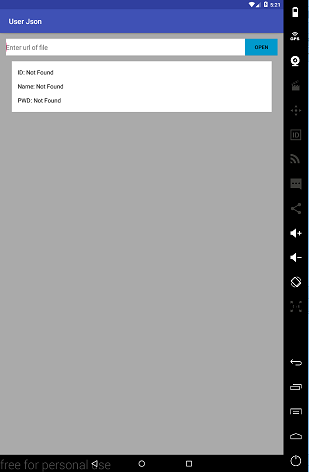 5:21
User Json
Enter url of file
OPEN
ID: Not Found
Name: Not Found
PWD: Not Found
GPS
ID
free for personal use